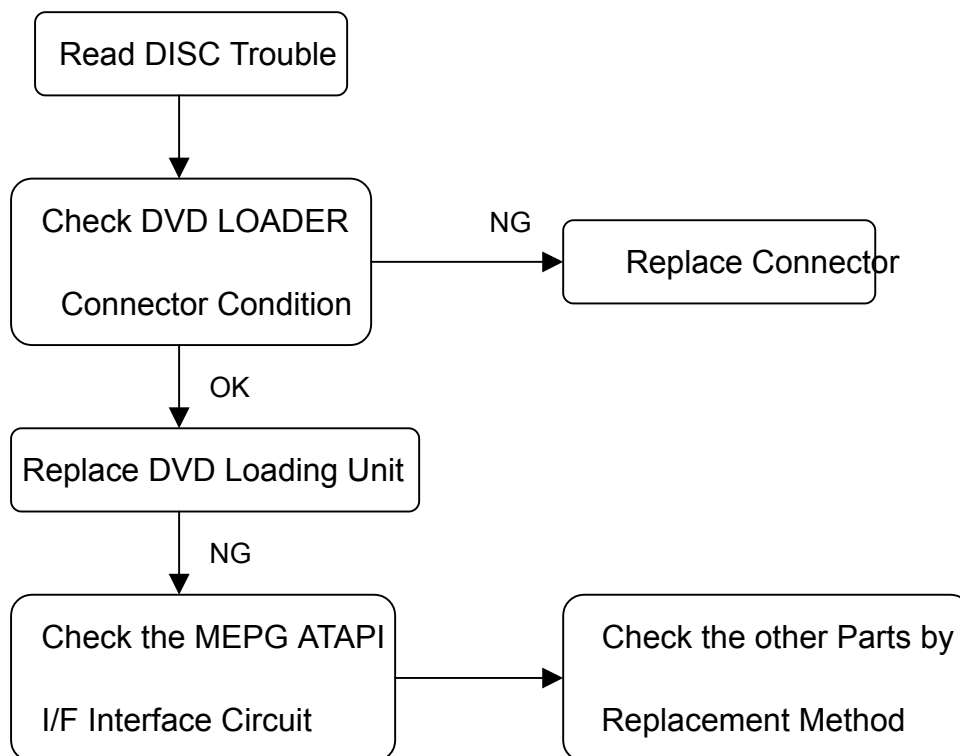 Read DISC Trouble
Check DVD LOADER
Connector Condition
NG
Replace Connector
OK
Replace DVD Loading Unit
NG
Check the MEPG ATAPI
I/F Interface Circuit
Check the other Parts by
Replacement Method